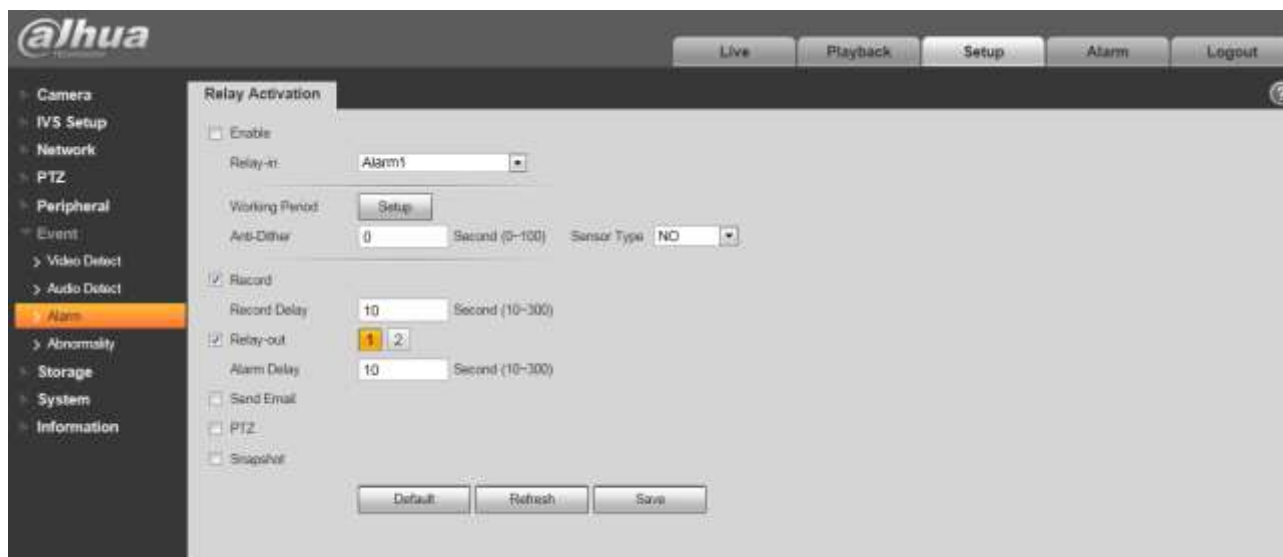 alhua
TECHNOLOGY
Live Playback Setup Alarm Logout
Camera
IVS Setup
Network
PTZ
Peripheral
Event
> Video Detect
> Audio Detect
> Alarm
> Abnormality
Storage
System
Information
Relay Activation
?
Enable
Relay-in Alarm1
Working Period Setup
Anti-Dither 0 Second (0~100) Sensor Type NO
Record
Record Delay 10 Second (10~300)
Relay-out 1 2
Alarm Delay 10 Second (10~300)
Send Email
PTZ
Snapshot
Default Refresh Save